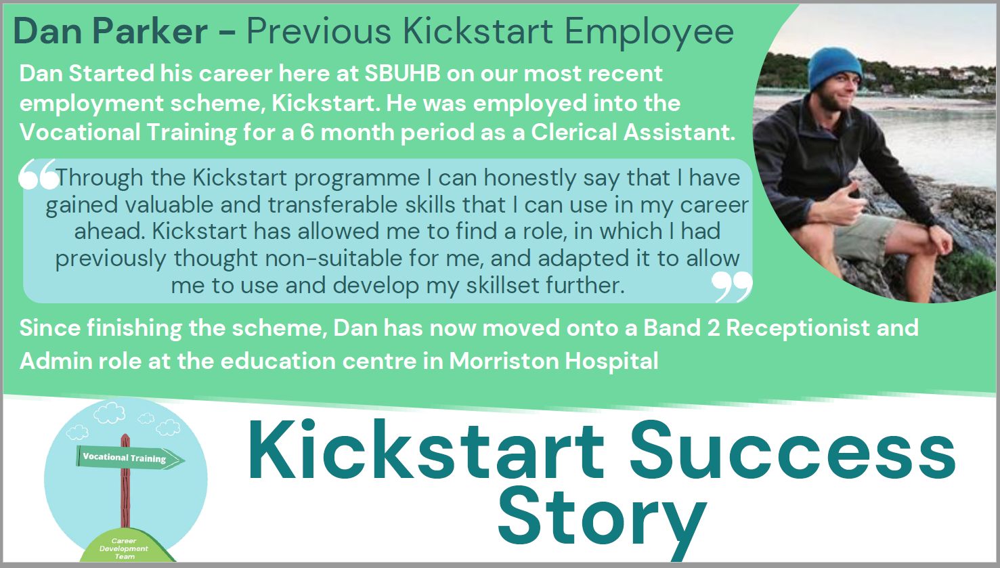 Dan Parker – Previous Kickstart Employee
Dan Started his career here at SBUHB on our most recent
employment scheme, Kickstart. He was employed into the
Vocational Training for a 6 month period as a Clerical Assistant.
“Through the Kickstart programme I can honestly say that I have
gained valuable and transferable skills that I can use in my career
ahead. Kickstart has allowed me to find a role, in which I had
previously thought non-suitable for me, and adapted it to allow
me to use and develop my skillset further.”
Since finishing the scheme, Dan has now moved onto a Band 2 Receptionist and
Admin role at the education centre in Morriston Hospital
Vocational Training
Career
Development
Team
Kickstart Success
Story